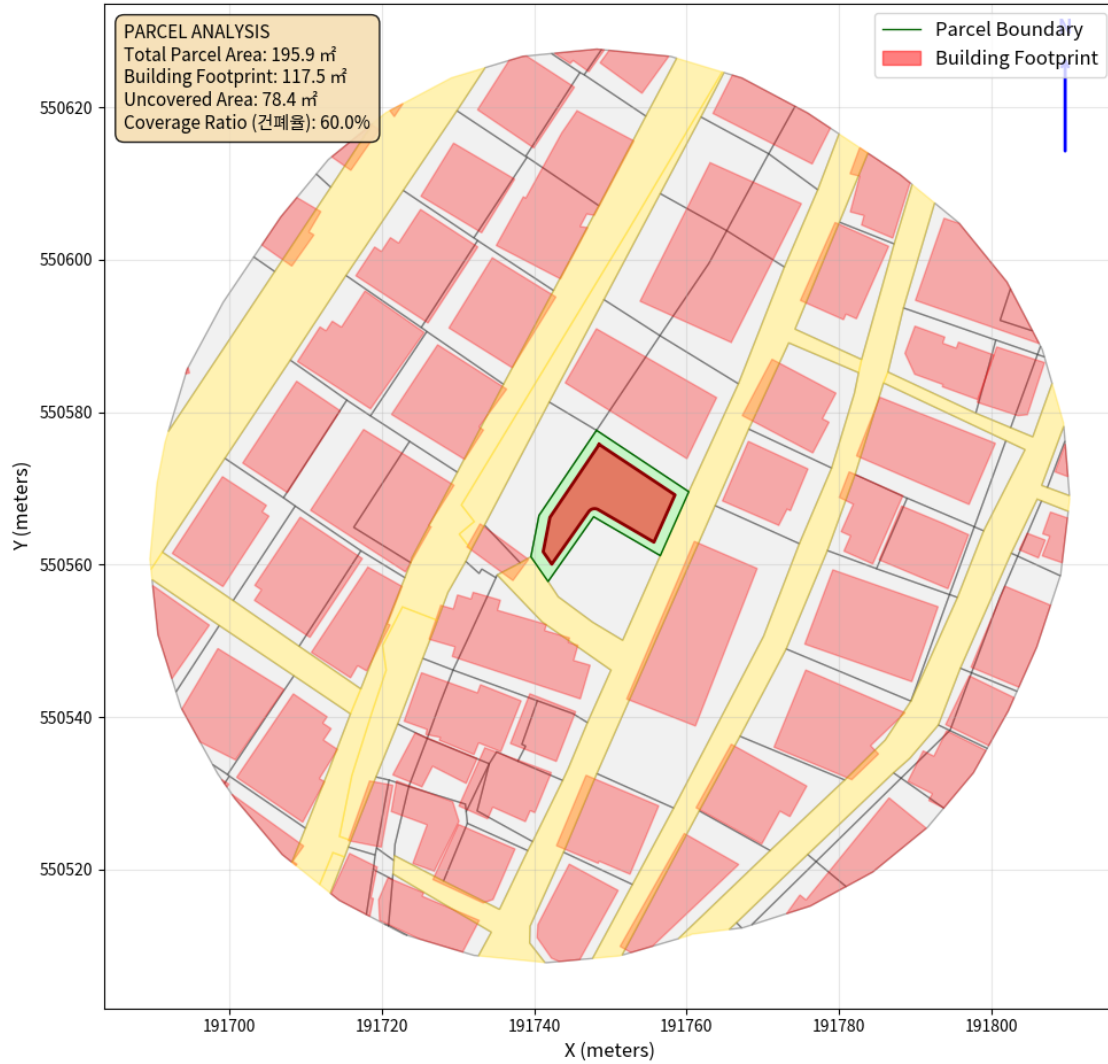 PARCEL ANALYSIS
Total Parcel Area: 195.9 ㎡
Building Footprint: 117.5 ㎡
Uncovered Area: 78.4 ㎡
Coverage Ratio (건폐율): 60.0%
N
Parcel Boundary
Building Footprint
550620
550600
550580
550560
550540
550520
Y (meters)
191700
191720
191740
191760
191780
191800
X (meters)